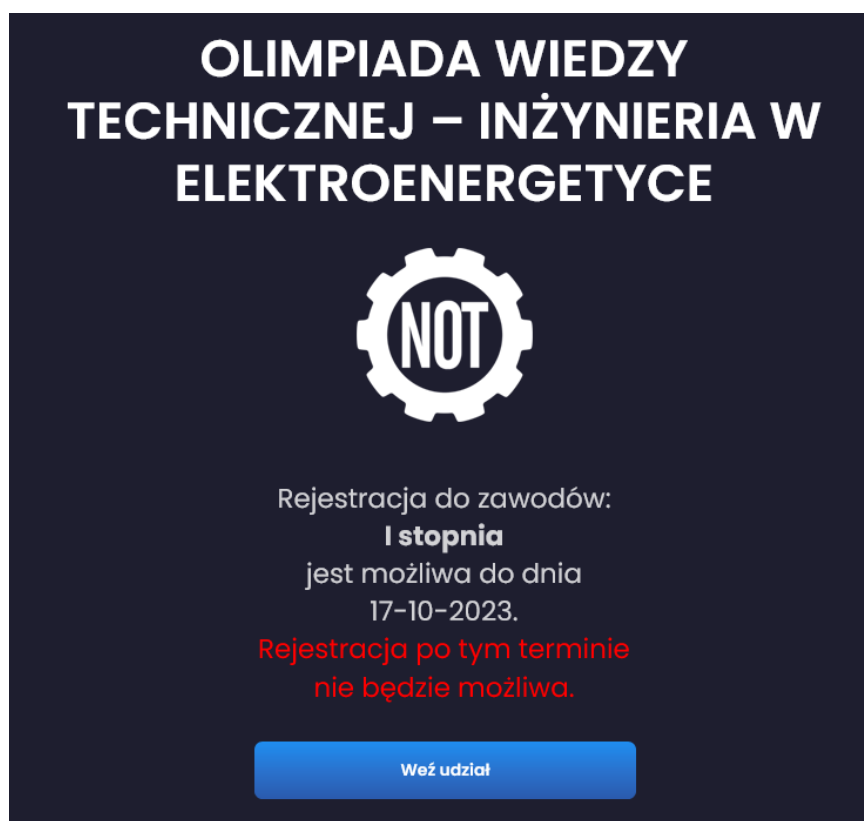 OLIMPIADA WIEDZY
TECHNICZNEJ – INŻYNIERIA W
ELEKTROENERGETYCE
NOT
Rejestracja do zawodów:
I stopnia
jest możliwa do dnia
17-10-2023.
Rejestracja po tym terminie
nie będzie możliwa.
Weź udział